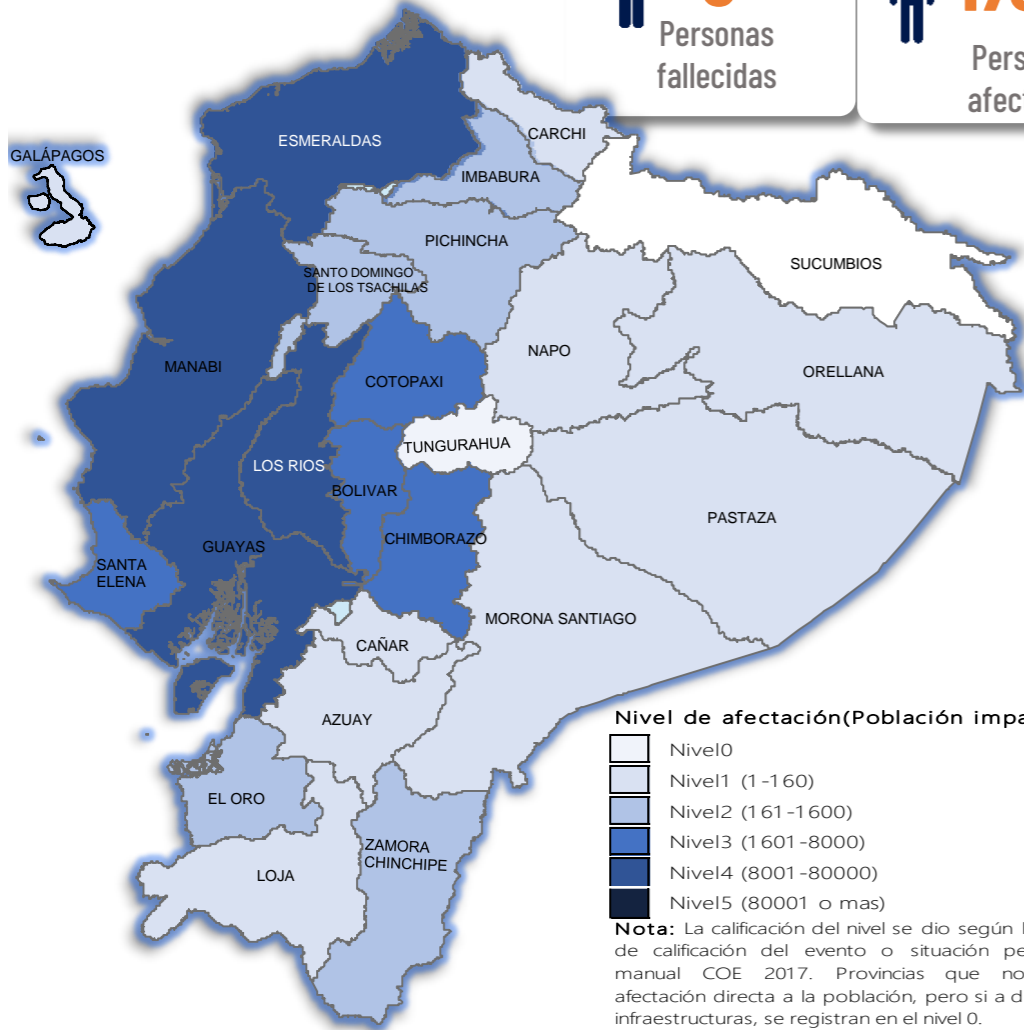 Personas
fallecidas
GALÁPAGOS
ESMERALDAS
CARCHI
IMBABURA
PICHINCHA
SUCUMBIOS
SANTO DOMINGO
DE LOS TSACHILAS
NAPO
MANABI
COTOPAXI
ORELLANA
TUNGURAHUA
LOS RIOS
BOLIVAR
PASTAZA
CHIMBORAZO
GUAYAS
SANTA
ELENA
MORONA SANTIAGO
CAÑAR
AZUAY
EL ORO
ZAMORA
CHINCHIPE
LOJA
Nivel de afectación(Población
Nivel0
Nivel1 (1-160)
Nivel2 (161-1600)
Nivel3 (1601-8000)
Nivel4 (8001-80000)
Nivel5 (80001 o mas)
Nota: La calificación del nivel se dio según
de calificación del evento o situación
manual COE 2017. Provincias que no
afectación directa a la población, pero si a
infraestructuras, se registran en el nivel 0.